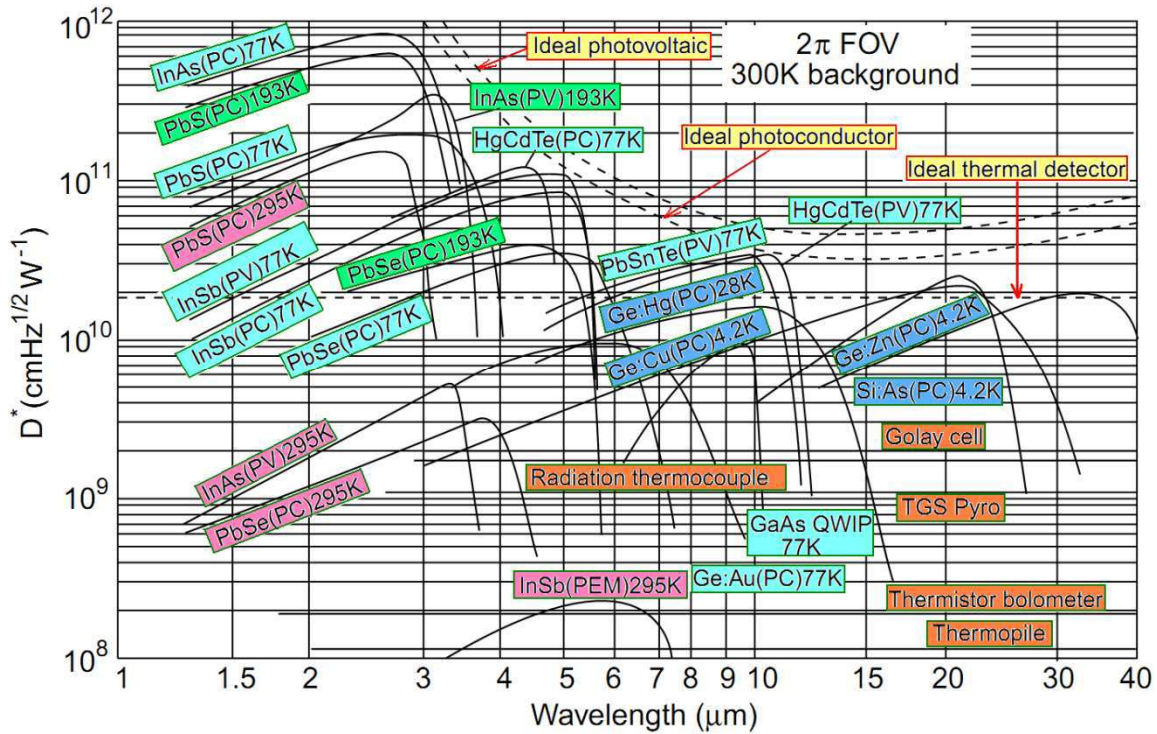 10¹²
10¹¹
10¹⁰
10⁹
10⁸
D* (cmHz^1/2 W⁻¹)
InAs(PC)77K
PbS(PC)193K
PbS(PC)77K
PbS(PC)295K
InSb(PV)77K
InSb(PC)77K
PbSe(PC)77K
PbSe(PC)193K
InAs(PV)295K
PbSe(PC)295K
Ideal photovoltaic
2π FOV
300K background
InAs(PV)193K
HgCdTe(PC)77K
Ideal photoconductor
Ideal thermal detector
HgCdTe(PV)77K
PbSnTe(PV)77K
Ge:Hg(PC)28K
Ge:Cu(PC)4.2K
Ge:Zn(PC)4.2K
Si:As(PC)4.2K
Golay cell
Radiation thermocouple
TGS Pyro
GaAs QWIP
77K
InSb(PEM)295K
Ge:Au(PC)77K
Thermistor bolometer
Thermopile
1 1.5 2 3 4 5 6 7 8 9 10 15 20 30 40
Wavelength (μm)